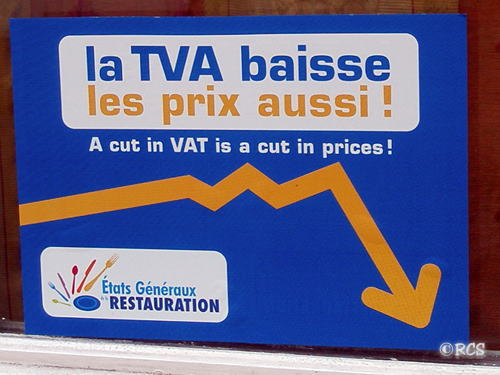 la TVA baisse
les prix aussi !
A cut in VAT is a cut in prices !
États Généraux
de la RESTAURATION
©RCS